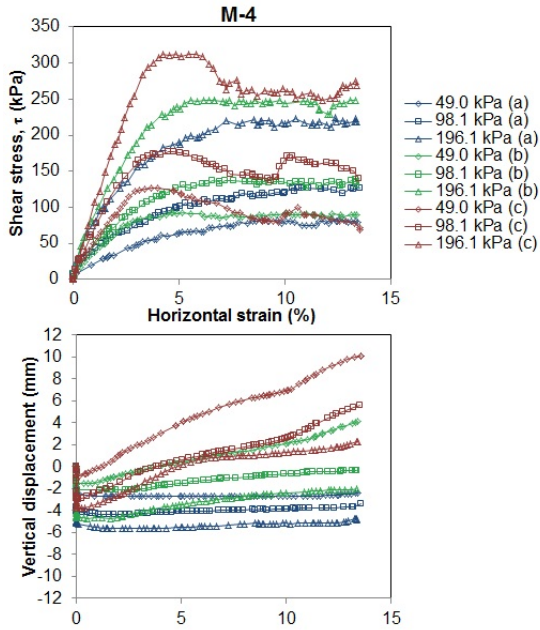 M-4
350
300
250
200
150
100
50
0
Shear stress, τ (kPa)
0 5 10 15
Horizontal strain (%)
49.0 kPa (a)
98.1 kPa (a)
196.1 kPa (a)
49.0 kPa (b)
98.1 kPa (b)
196.1 kPa (b)
49.0 kPa (c)
98.1 kPa (c)
196.1 kPa (c)
12
10
8
6
4
2
0
-2
-4
-6
-8
-10
-12
Vertical displacement (mm)
0 5 10 15